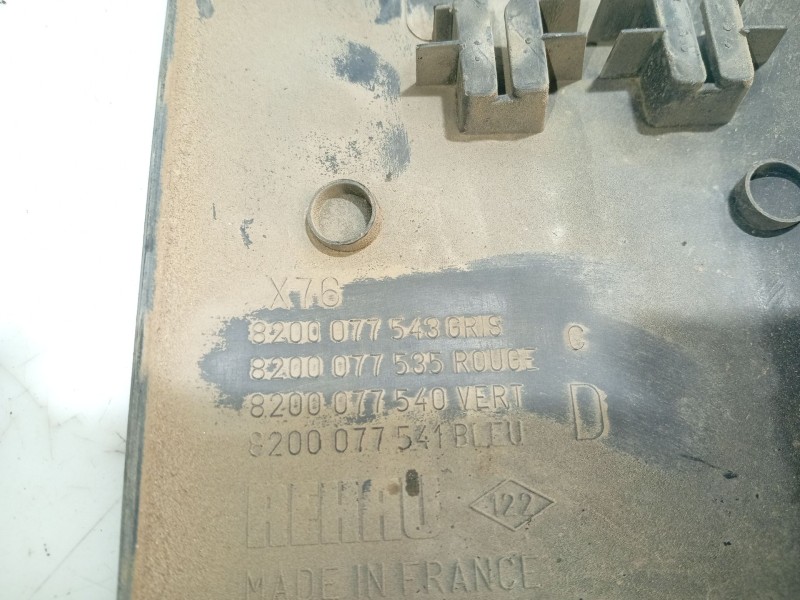 X76
8200 077 543 GRIS
8200 077 535 ROUGE C
8200 077 540 VERT D
8200 077 541 BLEU
REHAU 122
MADE IN FRANCE